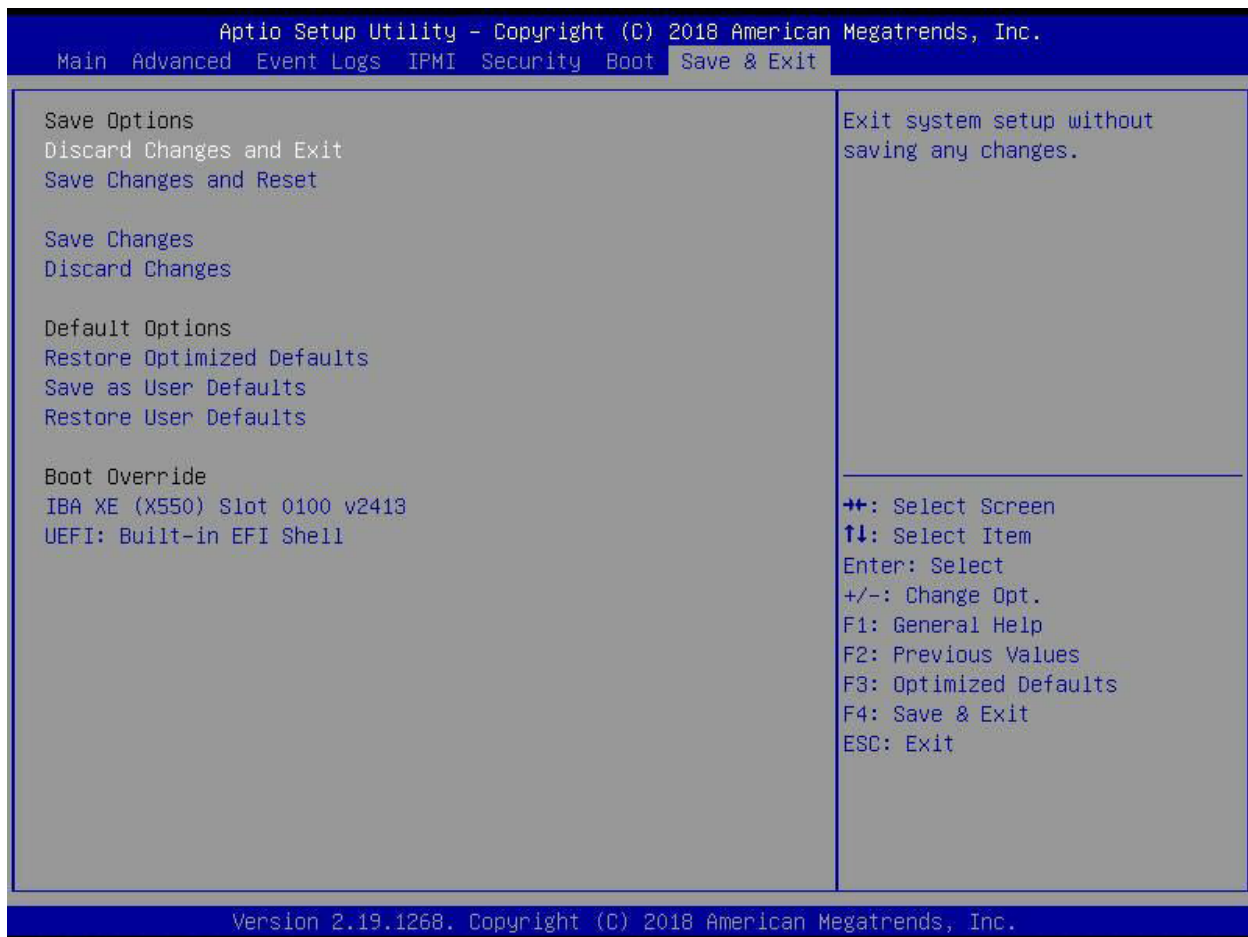 Aptio Setup Utility – Copyright (C) 2018 American Megatrends, Inc.
Main Advanced Event Logs IPMI Security Boot Save & Exit
Save Options
Discard Changes and Exit
Save Changes and Reset
Save Changes
Discard Changes
Default Options
Restore Optimized Defaults
Save as User Defaults
Restore User Defaults
Boot Override
IBA XE (X550) Slot 0100 v2413
UEFI: Built-in EFI Shell
Exit system setup without
saving any changes.
→←: Select Screen
↑↓: Select Item
Enter: Select
+/-: Change Opt.
F1: General Help
F2: Previous Values
F3: Optimized Defaults
F4: Save & Exit
ESC: Exit
Version 2.19.1268. Copyright (C) 2018 American Megatrends, Inc.